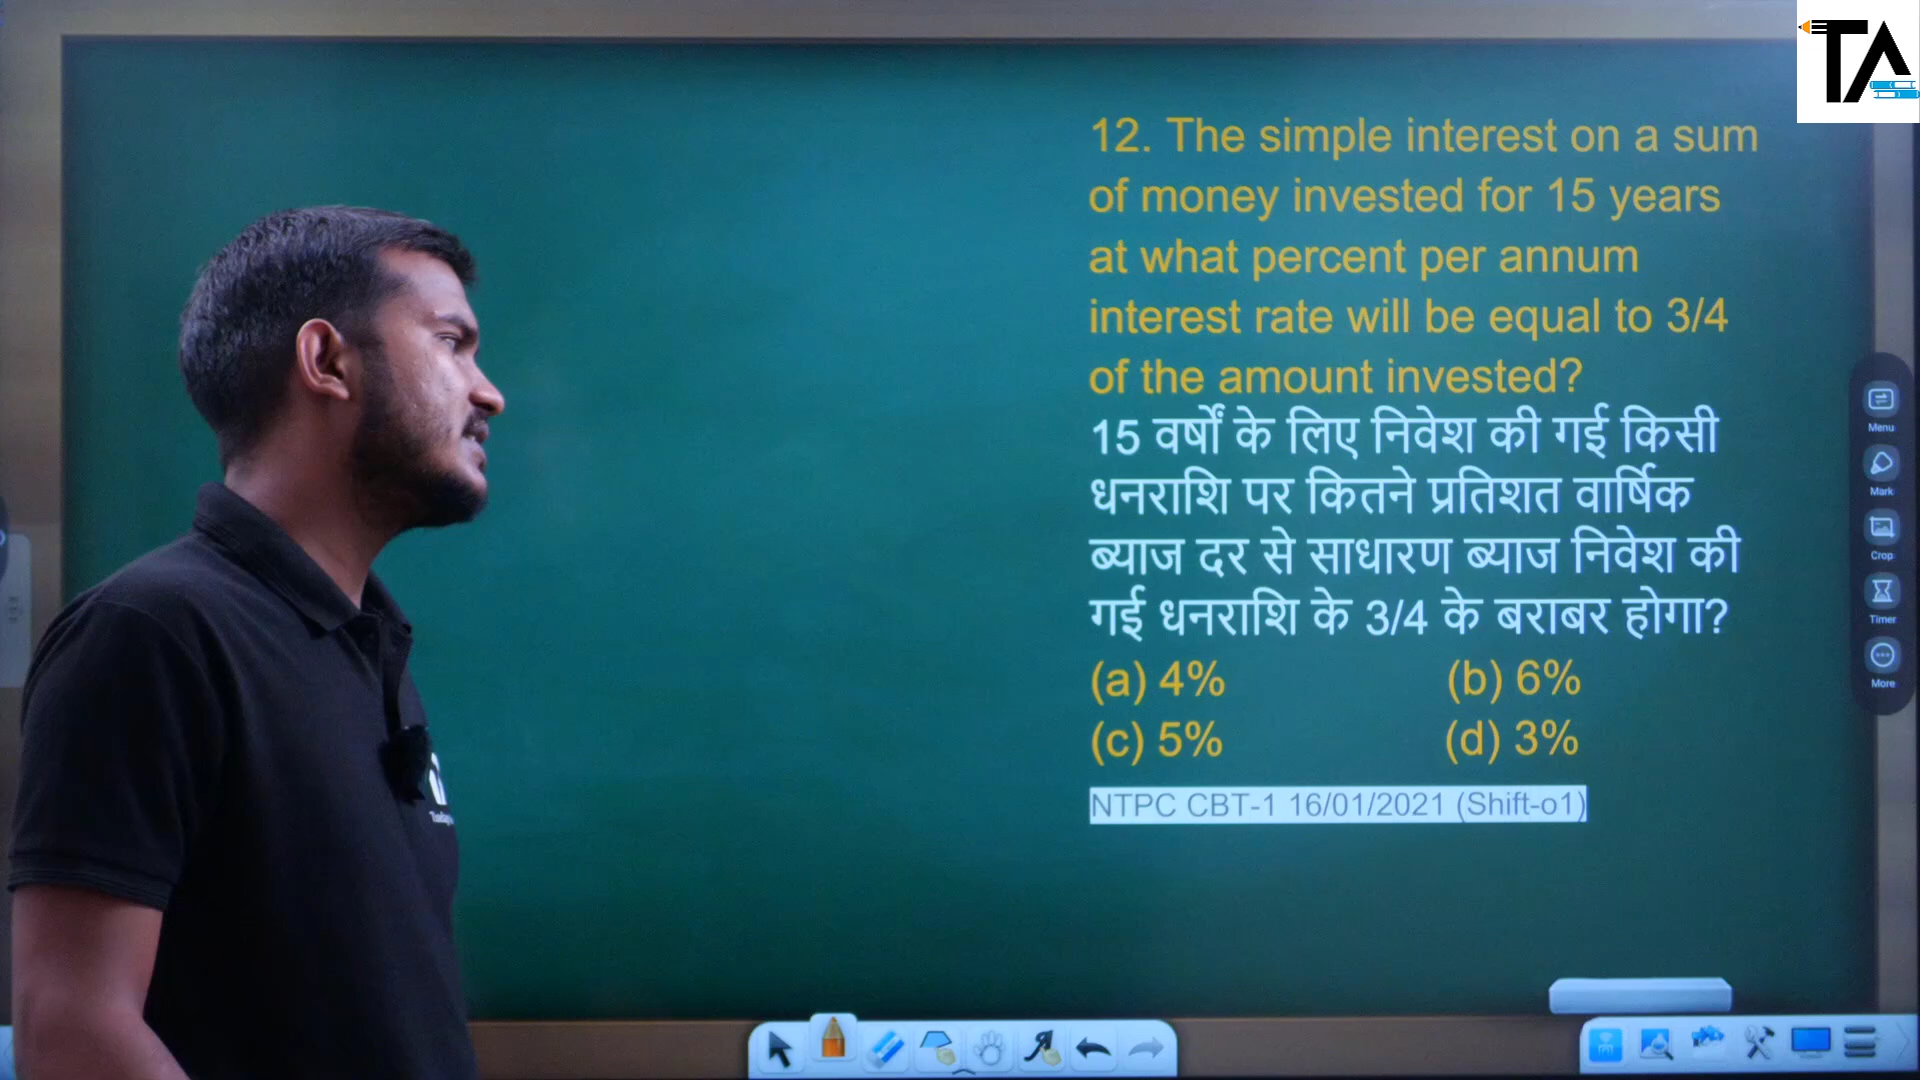 TA
12. The simple interest on a sum
of money invested for 15 years
at what percent per annum
interest rate will be equal to 3/4
of the amount invested?
15 वर्षों के लिए निवेश की गई किसी
धनराशि पर कितने प्रतिशत वार्षिक
ब्याज दर से साधारण ब्याज निवेश की
गई धनराशि के 3/4 के बराबर होगा?
(a) 4% (b) 6%
(c) 5% (d) 3%
NTPC CBT-1 16/01/2021 (Shift-o1)
Menu
Mark
Crop
Timer
More